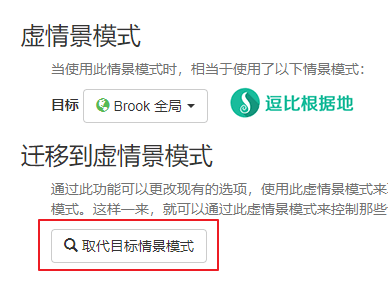 虚情景模式
当使用此情景模式时，相当于使用了以下情景模式：
目标 Brook 全局 逗比根据地
迁移到虚情景模式
通过此功能可以更改现有的选项，使用此虚情景模式来
模式。这样一来，就可以通过此虚情景模式来控制那些
取代目标情景模式